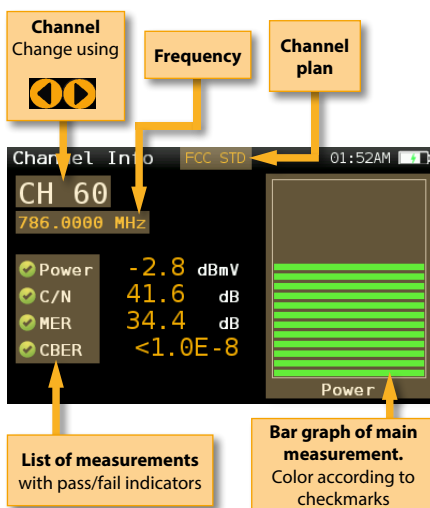 Channel
Change using
Frequency
Channel
plan
Channel Info FCC STD 01:52AM
CH 60
786.0000 MHz
Power -2.8 dBmV
C/N 41.6 dB
MER 34.4 dB
CBER <1.0E-8
Power
List of measurements
with pass/fail indicators
Bar graph of main
measurement.
Color according to
checkmarks